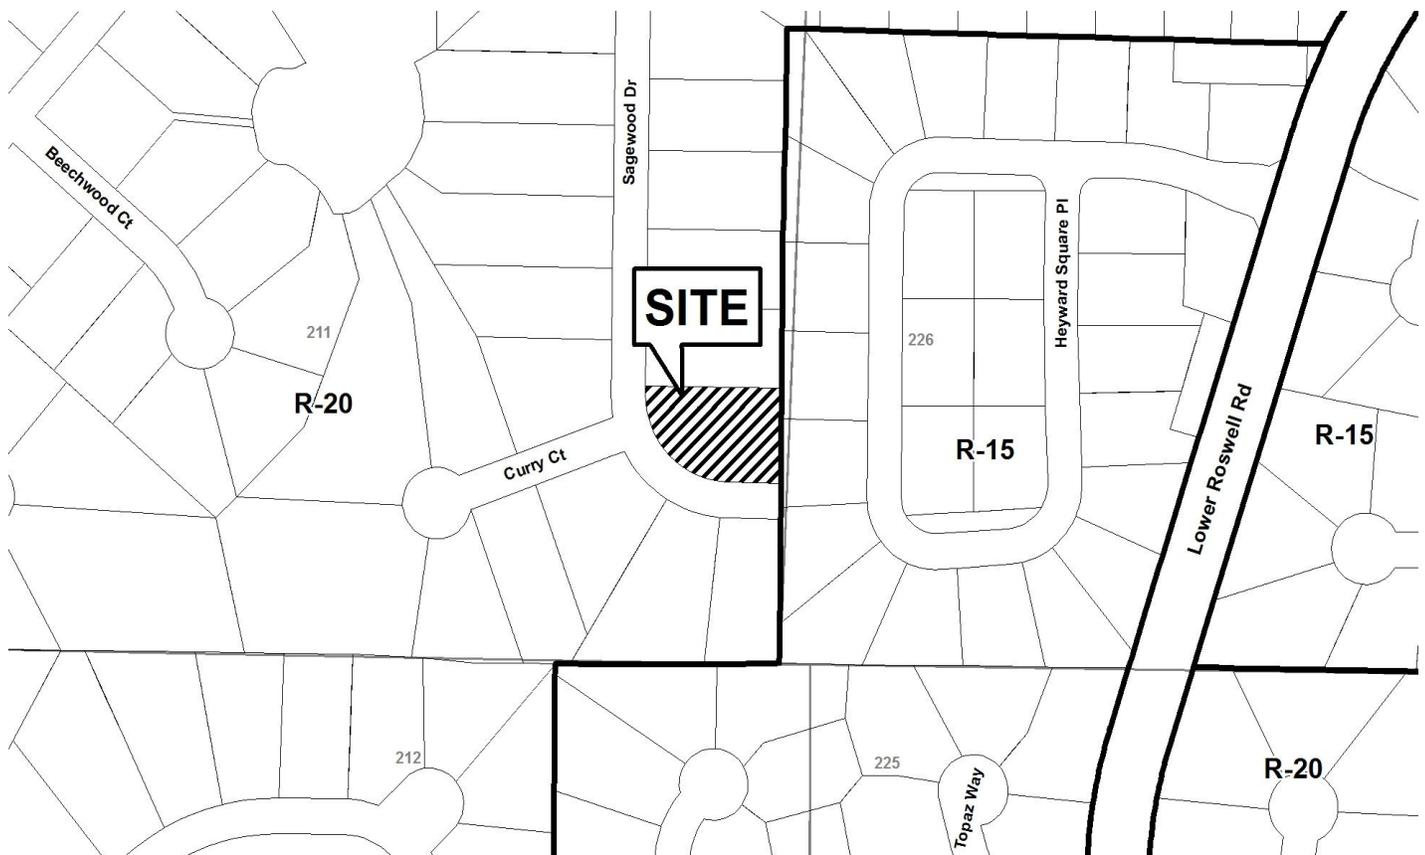 Sagewood Dr
Beechwood Ct
Heyward Square Pl
SITE
211
226
R-20
Lower Roswell Rd
R-15
R-15
Curry Ct
212
225
R-20
Topaz Way